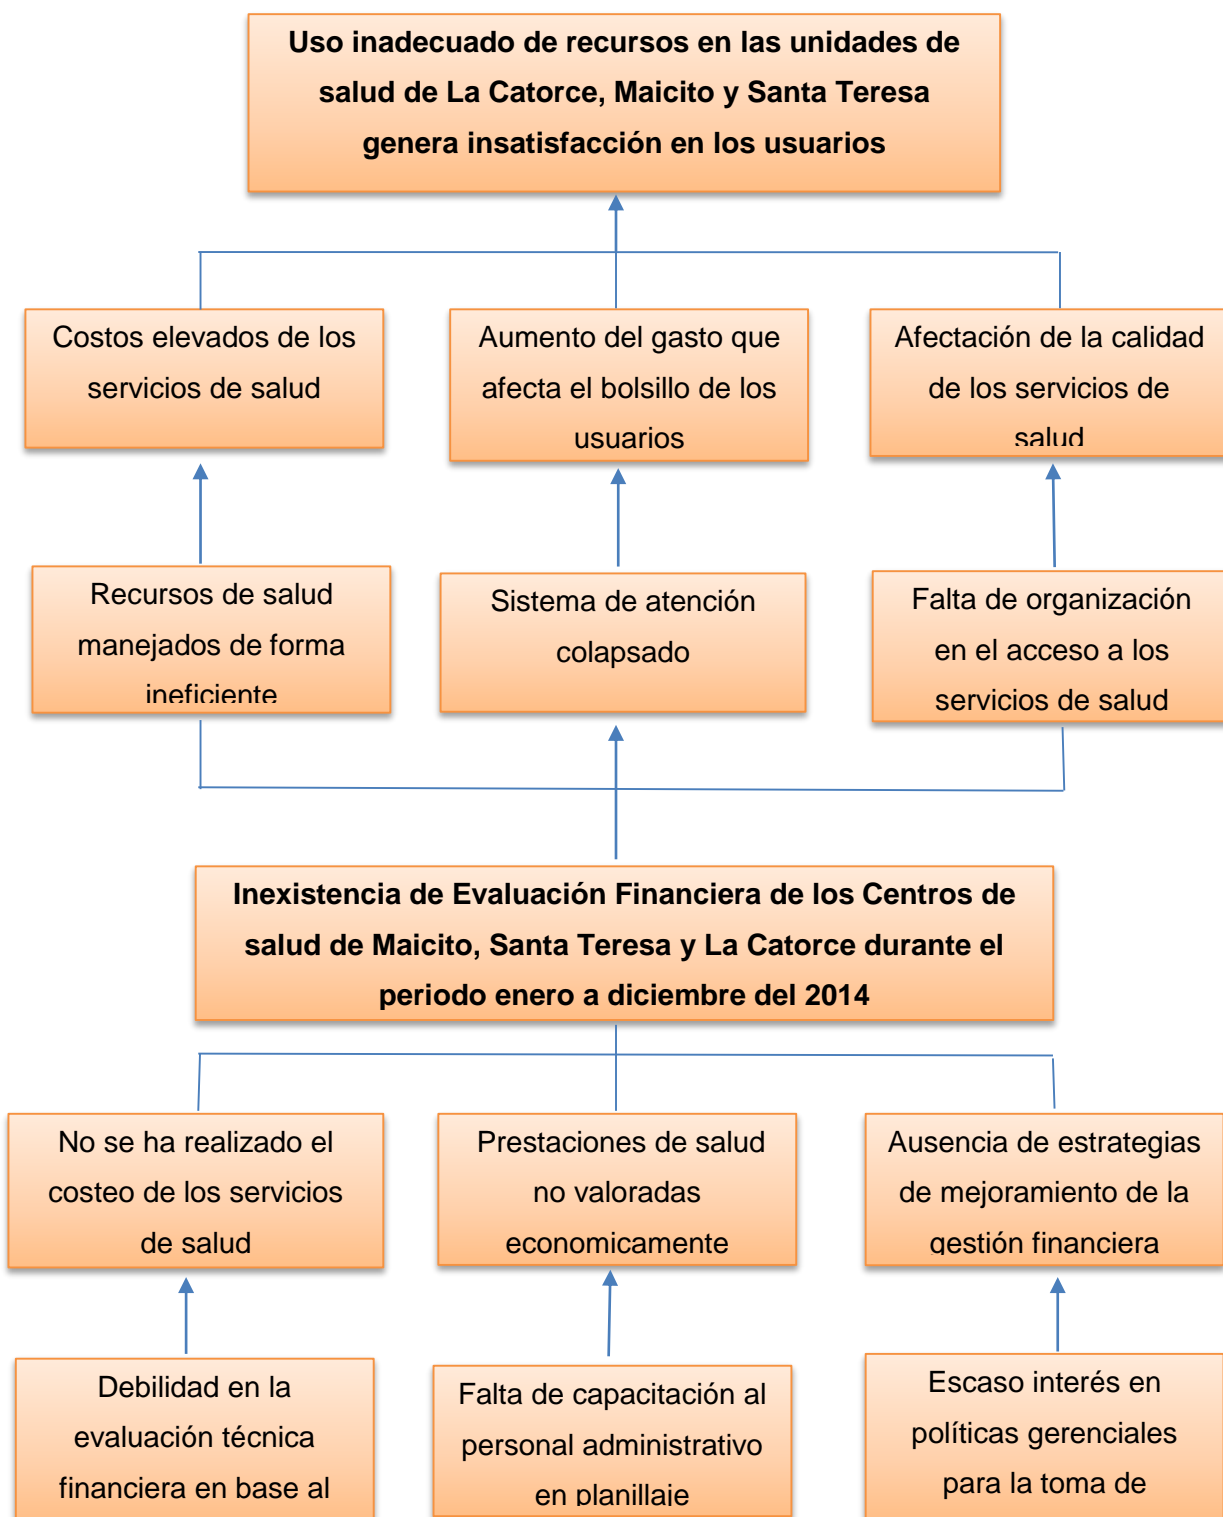 Uso inadecuado de recursos en las unidades de
salud de La Catorce, Maicito y Santa Teresa
genera insatisfacción en los usuarios
Costos elevados de los
servicios de salud
Aumento del gasto que
afecta el bolsillo de los
usuarios
Afectación de la calidad
de los servicios de
salud
Recursos de salud
manejados de forma
ineficiente
Sistema de atención
colapsado
Falta de organización
en el acceso a los
servicios de salud
Inexistencia de Evaluación Financiera de los Centros de
salud de Maicito, Santa Teresa y La Catorce durante el
periodo enero a diciembre del 2014
No se ha realizado el
costeo de los servicios
de salud
Prestaciones de salud
no valoradas
economicamente
Ausencia de estrategias
de mejoramiento de la
gestión financiera
Debilidad en la
evaluación técnica
financiera en base al
Falta de capacitación al
personal administrativo
en planillaje
Escaso interés en
políticas gerenciales
para la toma de